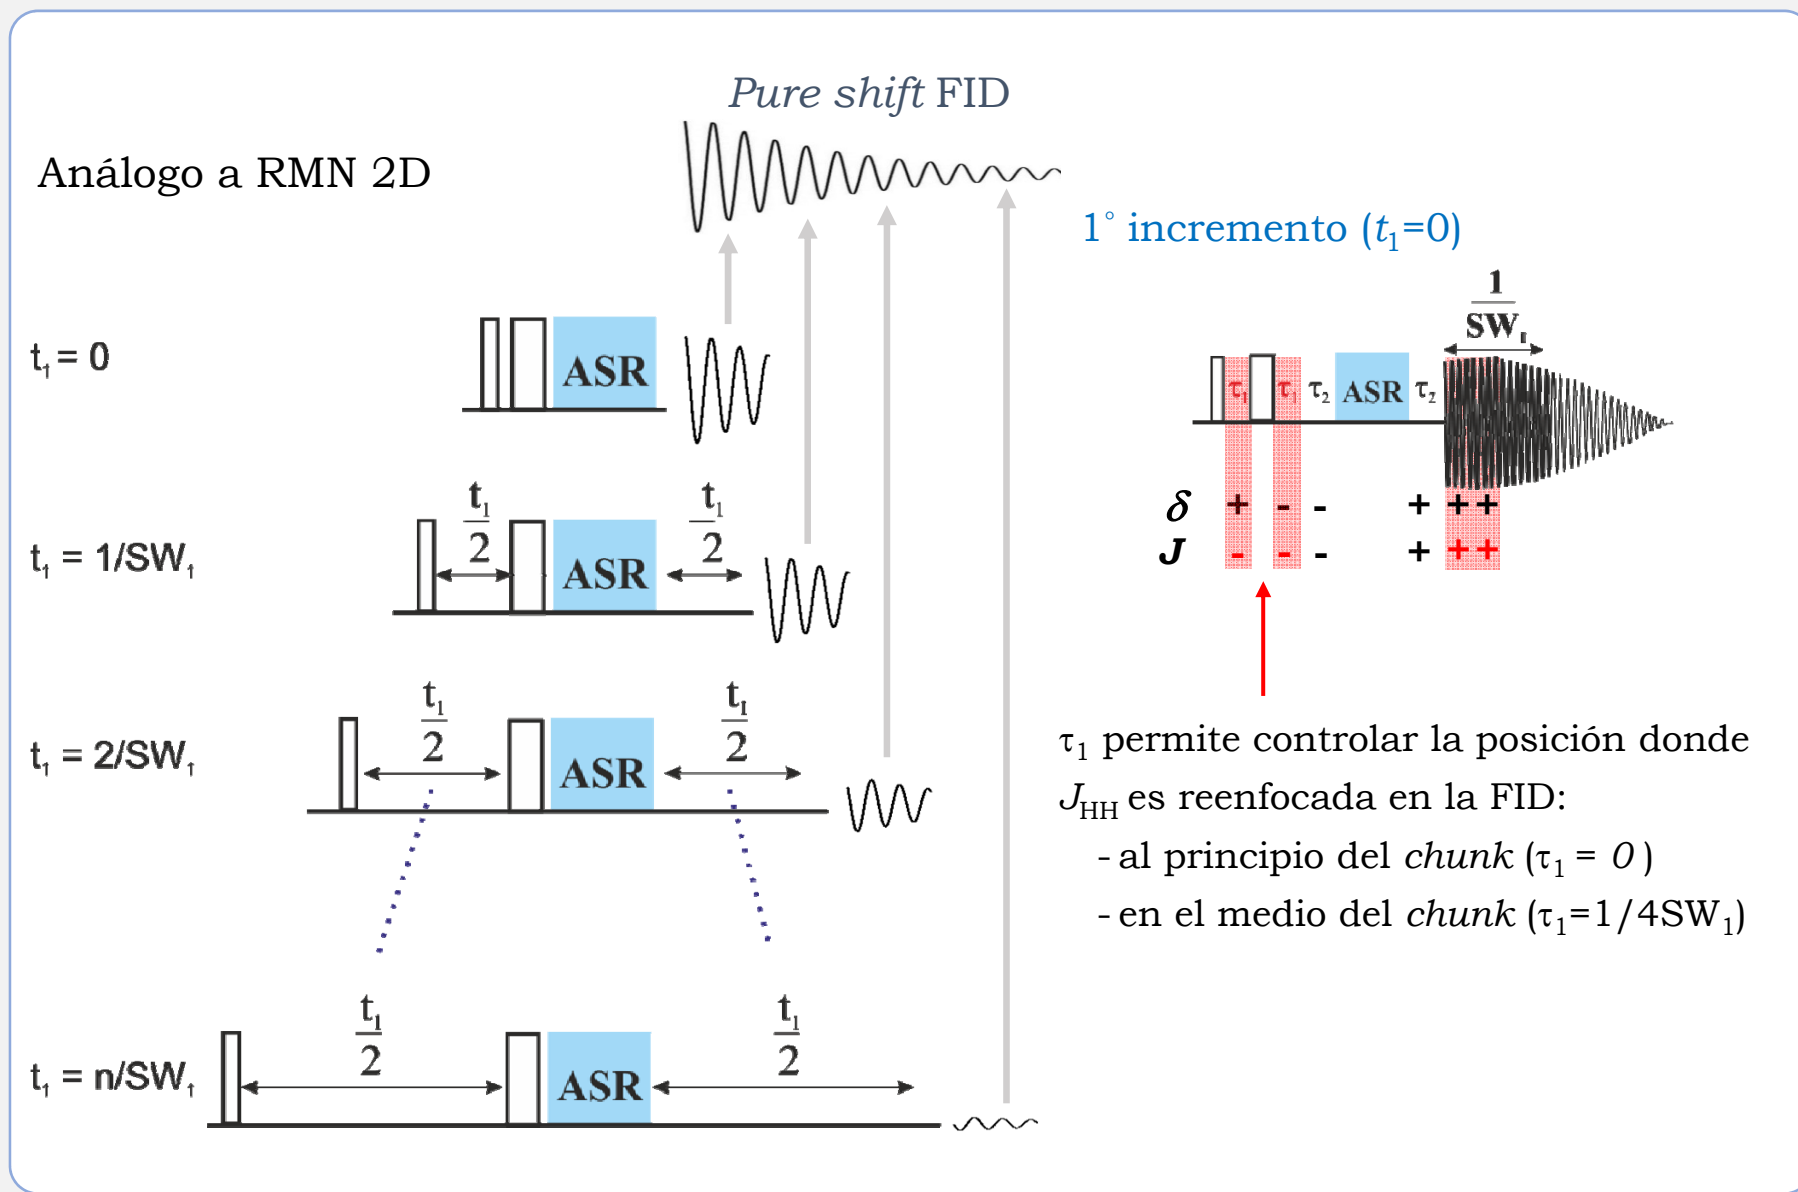 Pure shift FID
Análogo a RMN 2D
t₁ = 0
ASR
t₁ = 1/SW₁
t₁/2
ASR
t₁/2
t₁ = 2/SW₁
t₁/2
ASR
t₁/2
t₁ = n/SW₁
t₁/2
ASR
t₁/2
1° incremento (t₁=0)
1/SW₁
τ₁ τ₁ τ₂ ASR τ₂
δ + - - + + +
J - - - + + +
τ₁ permite controlar la posición donde
J_HH es reenfocada en la FID:
- al principio del chunk (τ₁ = 0 )
- en el medio del chunk (τ₁=1/4SW₁)